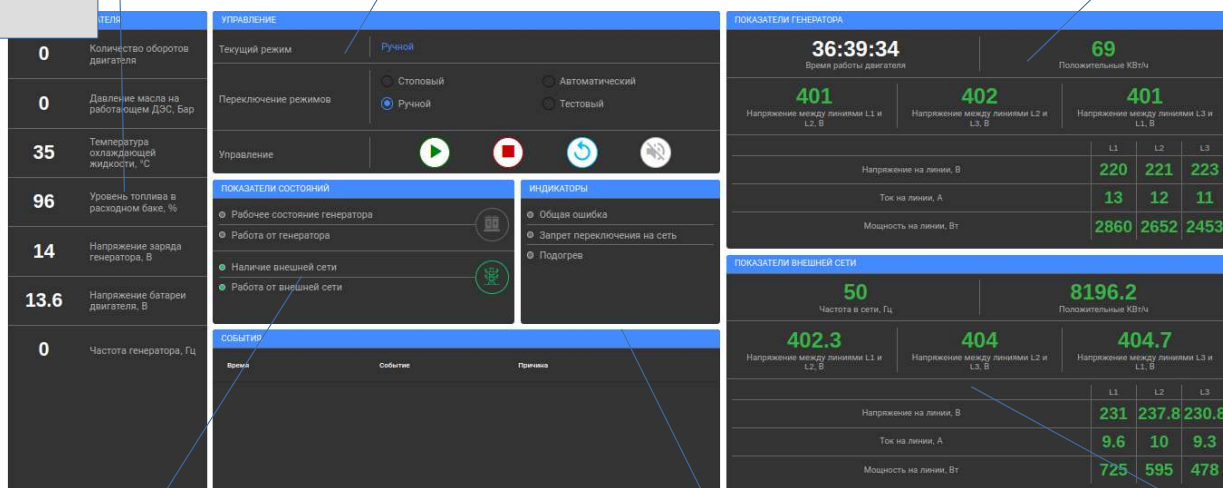 АТЕЛЯ
0
Количество оборотов
двигателя
0
Давление масла на
работающем ДЭС, Бар
35
Температура
охлаждающей
жидкости, °С
96
Уровень топлива в
расходном баке, %
14
Напряжение заряда
генератора, В
13.6
Напряжение батареи
двигателя, В
0
Частота генератора, Гц
УПРАВЛЕНИЕ
Текущий режим
Ручной
Переключение режимов
Стоповый
Автоматический
Ручной
Тестовый
Управление
ПОКАЗАТЕЛИ СОСТОЯНИЙ
Рабочее состояние генератора
Работа от генератора
Наличие внешней сети
Работа от внешней сети
ИНДИКАТОРЫ
Общая ошибка
Запрет переключения на сеть
Подогрев
СОБЫТИЯ
Время Событие Причина
ПОКАЗАТЕЛИ ГЕНЕРАТОРА
36:39:34
Время работы двигателя
69
Положительные КВт/ч
401
Напряжение между линиями L1 и
L2, В
402
Напряжение между линиями L2 и
L3, В
401
Напряжение между линиями L3 и
L1, В
L1 L2 L3
Напряжение на линии, В 220 221 223
Ток на линии, А 13 12 11
Мощность на линии, Вт 2860 2652 2453
ПОКАЗАТЕЛИ ВНЕШНЕЙ СЕТИ
50
Частота в сети, Гц
8196.2
Положительные КВт/ч
402.3
Напряжение между линиями L1 и
L2, В
404
Напряжение между линиями L2 и
L3, В
404.7
Напряжение между линиями L3 и
L1, В
L1 L2 L3
Напряжение на линии, В 231 237.8 230.8
Ток на линии, А 9.6 10 9.3
Мощность на линии, Вт 725 595 478